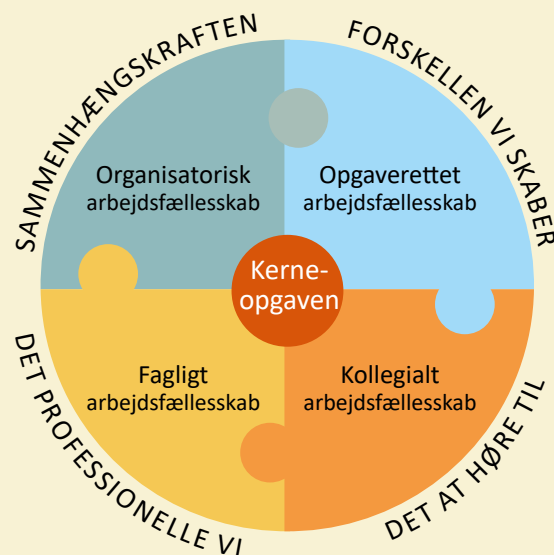 SAMMENHÆNGSKRAFTEN
FORSKELLEN VI SKABER
Organisatorisk
arbejdsfællesskab
Opgaverettet
arbejdsfællesskab
Kerne-
opgaven
Fagligt
arbejdsfællesskab
Kollegialt
arbejdsfællesskab
DET PROFESSIONELLE VI
DET AT HØRE TIL